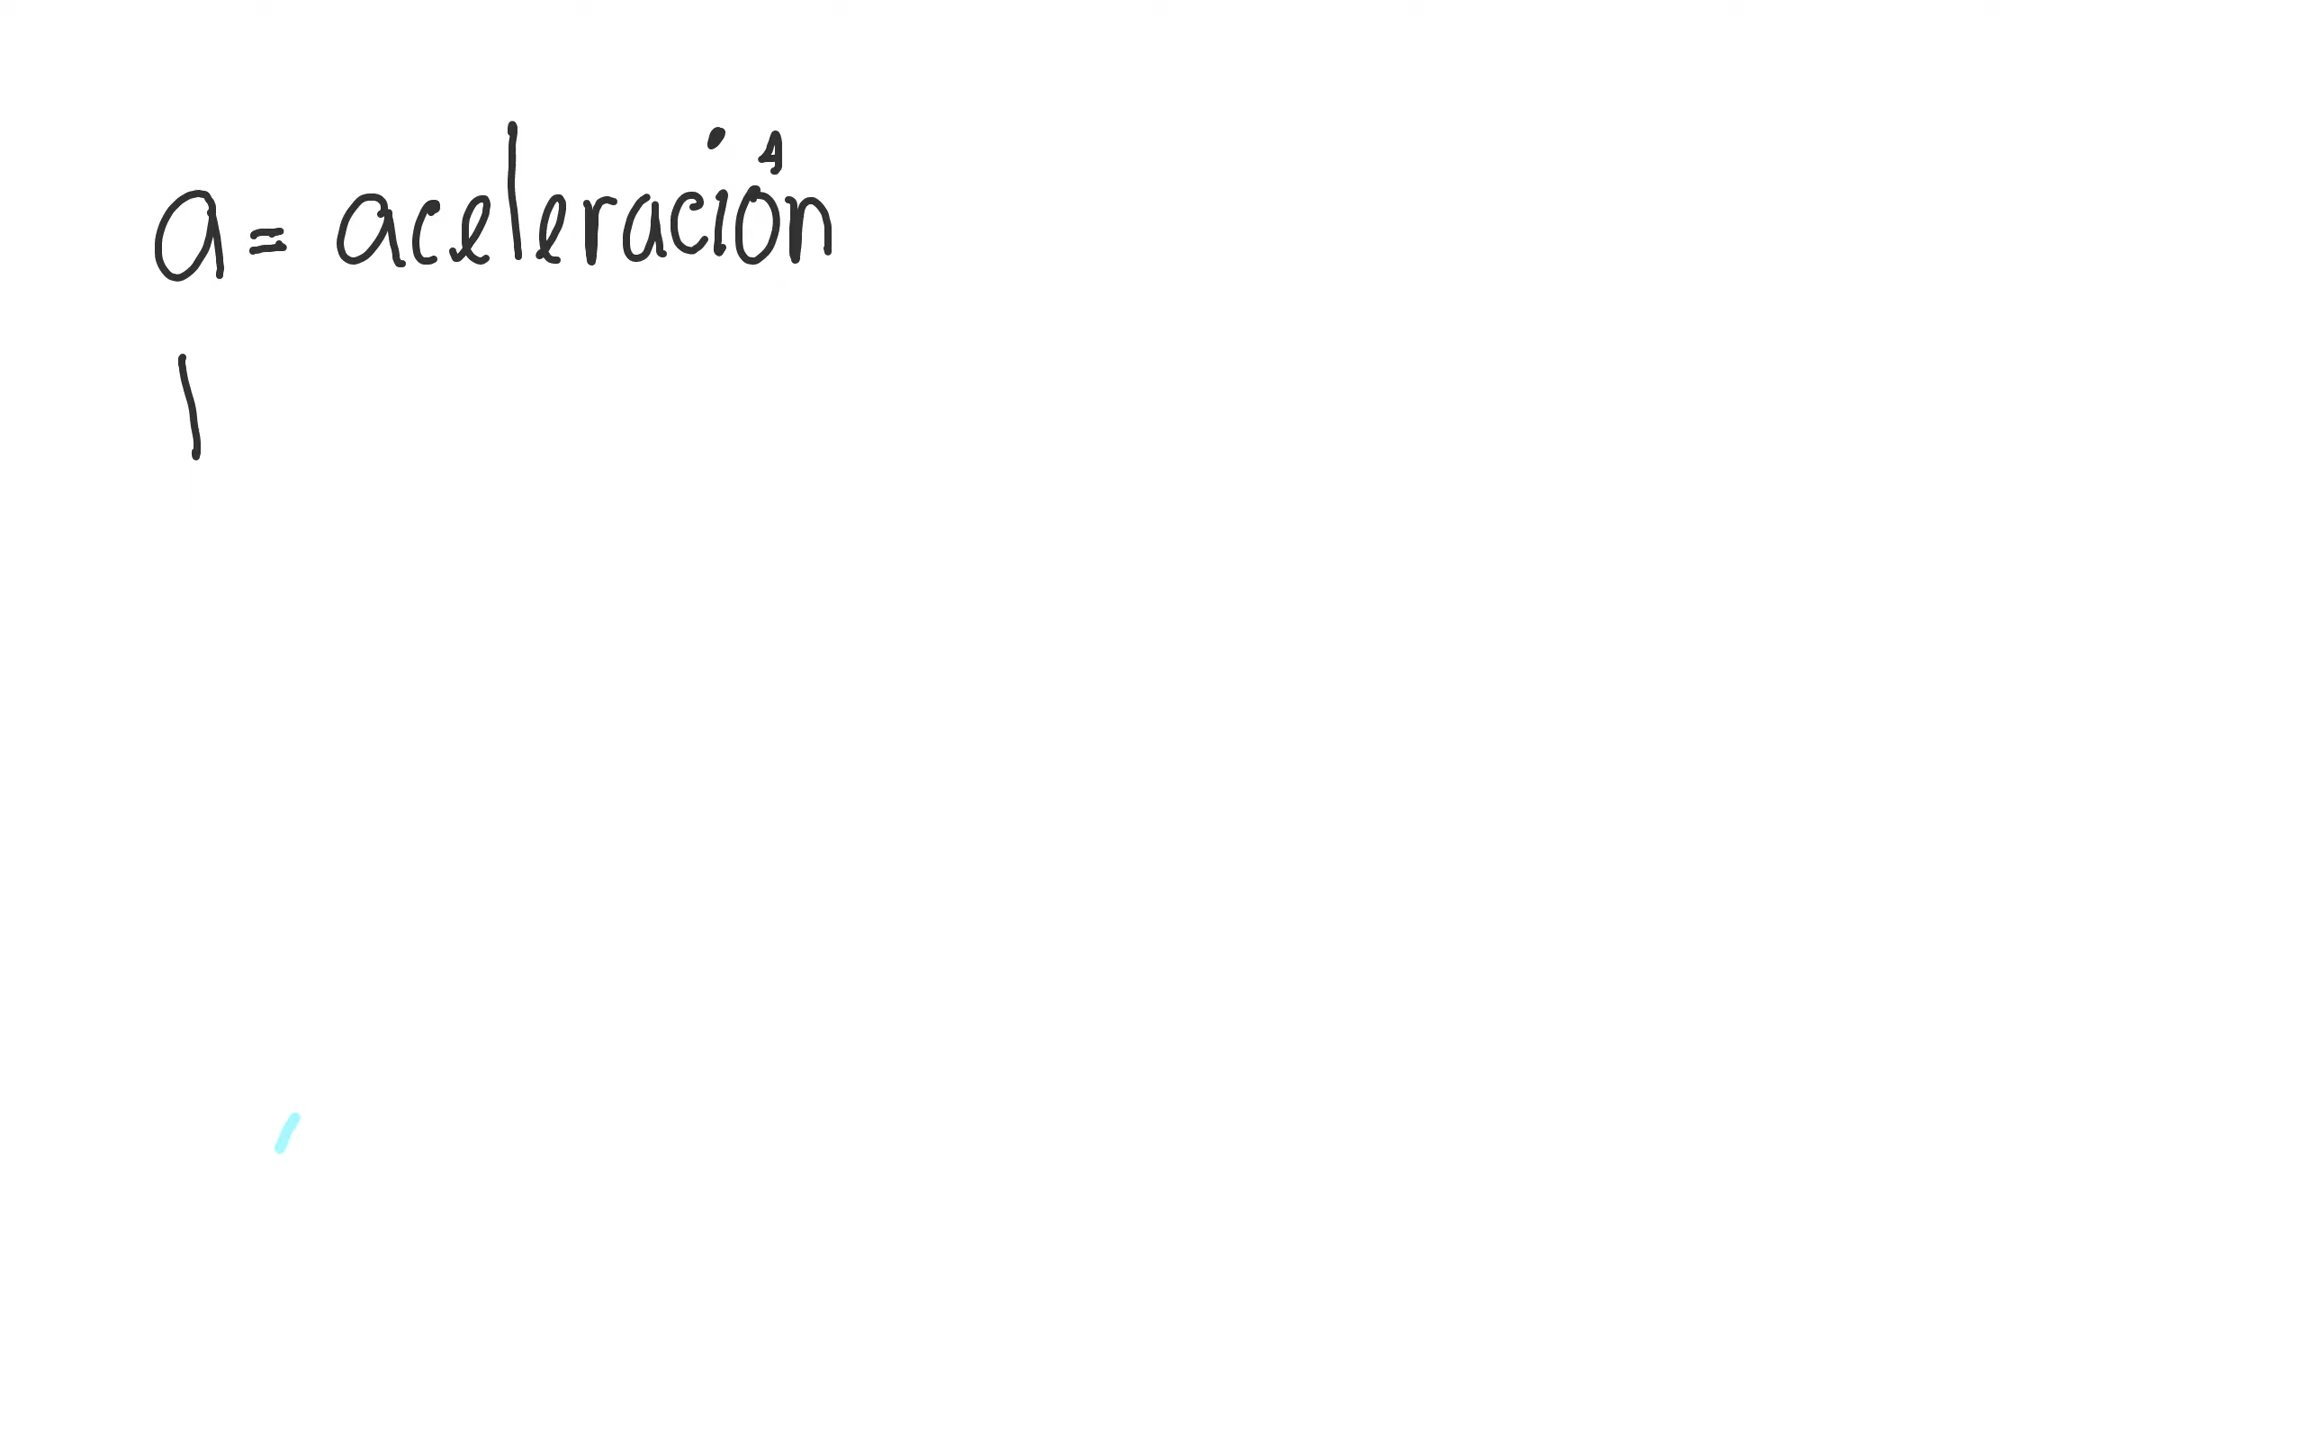 a = aceleración